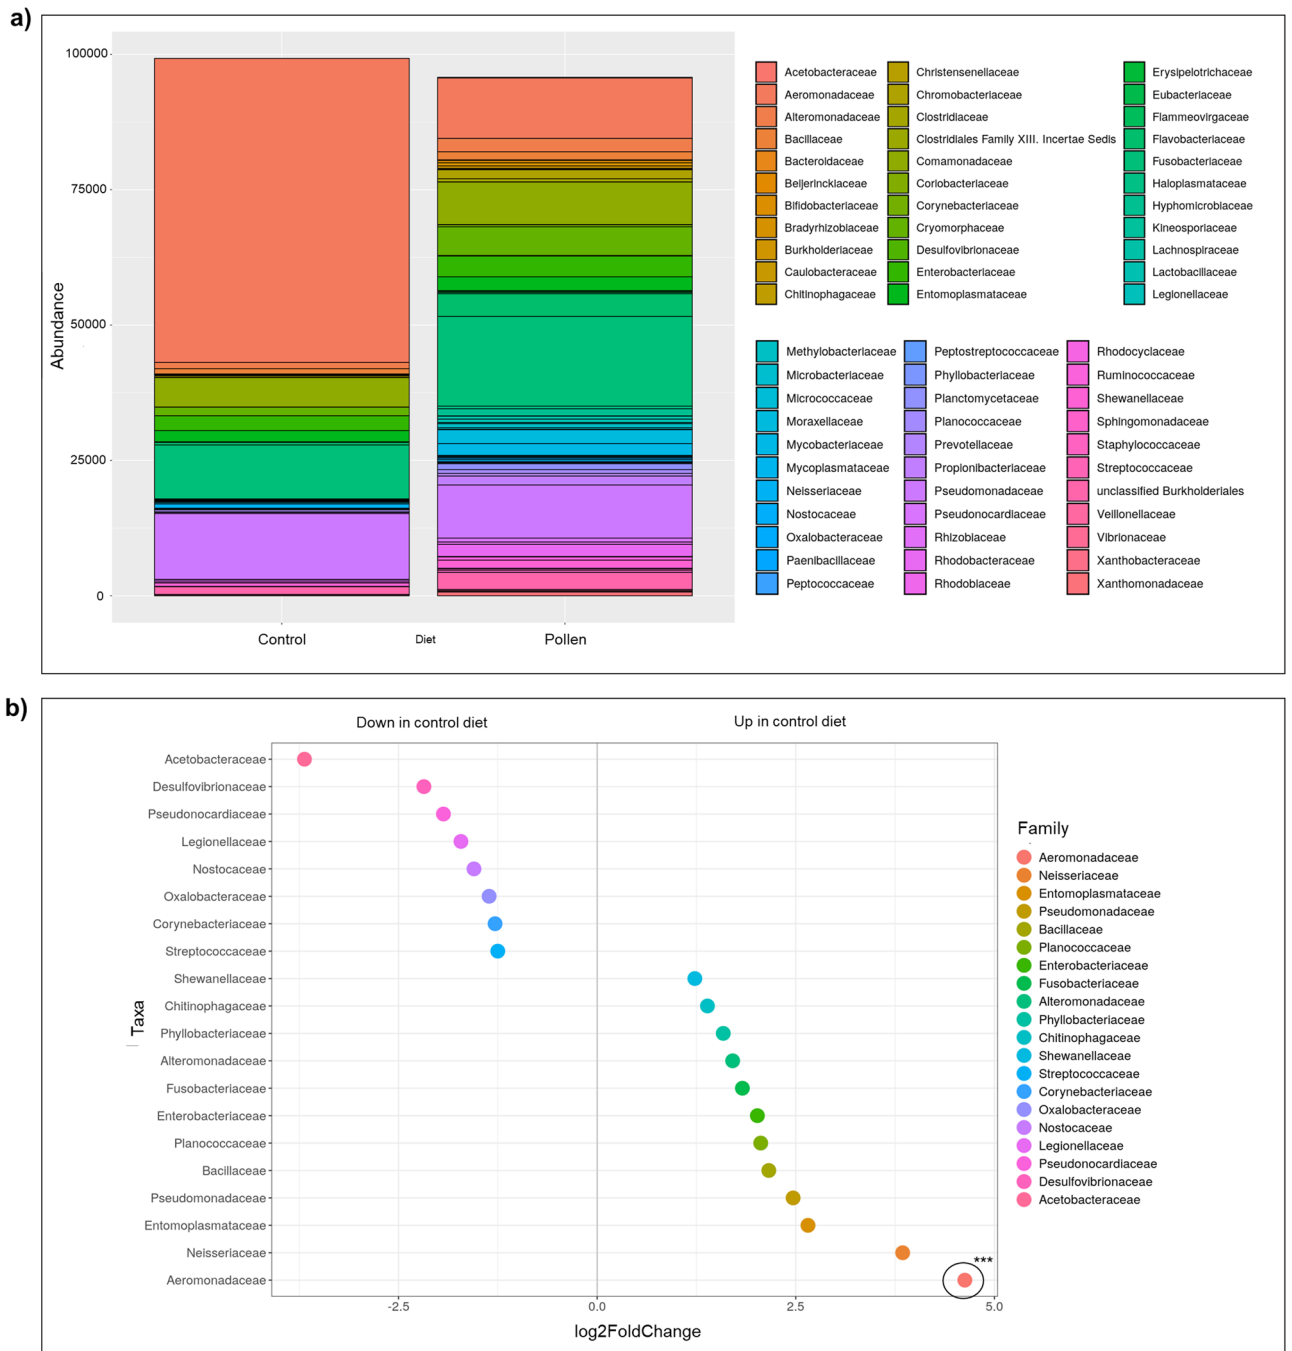 a)
100000
75000
50000
25000
0
Abundance
Control
Diet
Pollen
Acetobacteraceae
Aeromonadaceae
Alteromonadaceae
Bacillaceae
Bacteroidaceae
Beijerinckiaceae
Bifidobacteriaceae
Bradyrhizobiaceae
Burkholderiaceae
Caulobacteraceae
Chitinophagaceae
Christensenellaceae
Chromobacteriaceae
Clostridiaceae
Clostridiales Family XIII. Incertae Sedis
Comamonadaceae
Coriobacteriaceae
Corynebacteriaceae
Cryomorphaceae
Desulfovibrionaceae
Enterobacteriaceae
Entomoplasmataceae
Erysipelotrichaceae
Eubacteriaceae
Flammeovirgaceae
Flavobacteriaceae
Fusobacteriaceae
Haloplasmataceae
Hyphomicrobiaceae
Kineosporiaceae
Lachnospiraceae
Lactobacillaceae
Legionellaceae
Methylobacteriaceae
Microbacteriaceae
Micrococcaceae
Moraxellaceae
Mycobacteriaceae
Mycoplasmataceae
Neisseriaceae
Nostocaceae
Oxalobacteraceae
Paenibacillaceae
Peptococcaceae
Peptostreptococcaceae
Phyllobacteriaceae
Planctomycetaceae
Planococcaceae
Prevotellaceae
Propionibacteriaceae
Pseudomonadaceae
Pseudonocardiaceae
Rhizobiaceae
Rhodobacteraceae
Rhodobiaceae
Rhodocyclaceae
Ruminococcaceae
Shewanellaceae
Sphingomonadaceae
Staphylococcaceae
Streptococcaceae
unclassified Burkholderiales
Veillonellaceae
Vibrionaceae
Xanthobacteraceae
Xanthomonadaceae
b)
Down in control diet
Up in control diet
Acetobacteraceae
Desulfovibrionaceae
Pseudonocardiaceae
Legionellaceae
Nostocaceae
Oxalobacteraceae
Corynebacteriaceae
Streptococcaceae
Shewanellaceae
Chitinophagaceae
Phyllobacteriaceae
Alteromonadaceae
Fusobacteriaceae
Enterobacteriaceae
Planococcaceae
Bacillaceae
Pseudomonadaceae
Entomoplasmataceae
Neisseriaceae
Aeromonadaceae
Taxa
***
-2.5
0.0
2.5
5.0
log2FoldChange
Family
Aeromonadaceae
Neisseriaceae
Entomoplasmataceae
Pseudomonadaceae
Bacillaceae
Planococcaceae
Enterobacteriaceae
Fusobacteriaceae
Alteromonadaceae
Phyllobacteriaceae
Chitinophagaceae
Shewanellaceae
Streptococcaceae
Corynebacteriaceae
Oxalobacteraceae
Nostocaceae
Legionellaceae
Pseudonocardiaceae
Desulfovibrionaceae
Acetobacteraceae